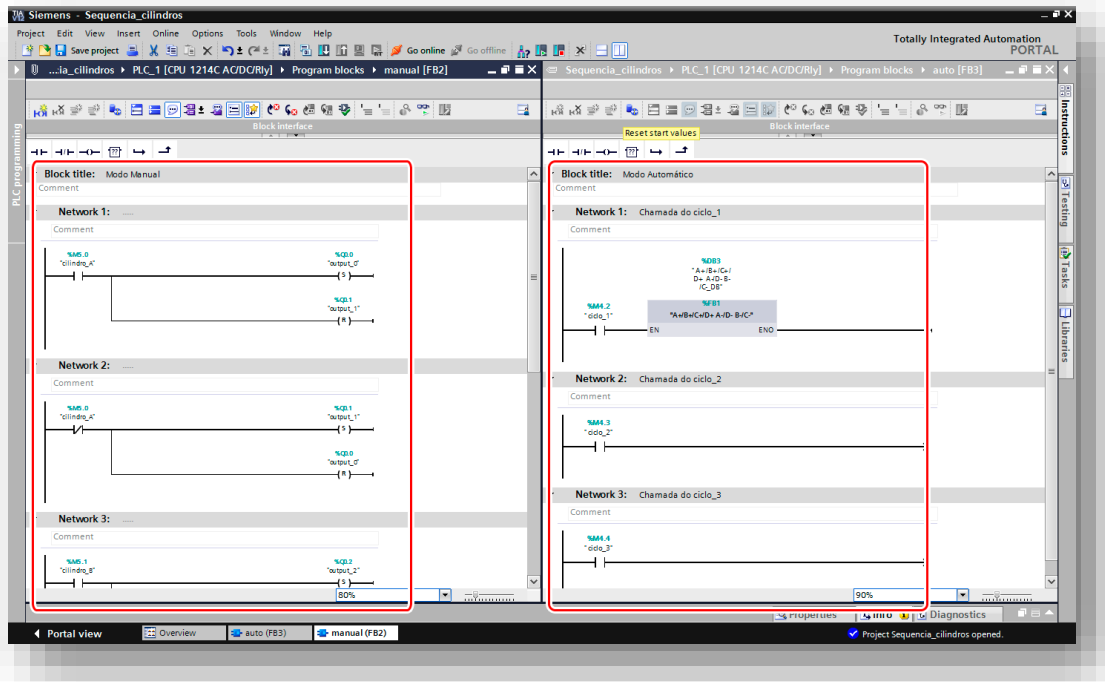 Siemens - Sequencia_cilindros
Project Edit View Insert Online Options Tools Window Help
Totally Integrated Automation
PORTAL
Save project
Go online
Go offline
...ia_cilindros ▸ PLC_1 [CPU 1214C AC/DC/Rly] ▸ Program blocks ▸ manual [FB2]
Block interface
Block title: Modo Manual
Comment
Network 1:
Comment
%M5.0
"cilindro_A"
%Q0.0
"output_0"
( S )
%Q0.1
"output_1"
( R )
Network 2:
Comment
%M5.0
"cilindro_A"
%Q0.1
"output_1"
( S )
%Q0.0
"output_0"
( R )
Network 3:
Comment
%M5.1
"cilindro_B"
%Q0.2
"output_2"
( S )
80%
Sequencia_cilindros ▸ PLC_1 [CPU 1214C AC/DC/Rly] ▸ Program blocks ▸ auto [FB3]
Reset start values
Block interface
Block title: Modo Automático
Comment
Network 1: Chamada do ciclo_1
Comment
%DB3
"A+/B+/C+/
D+ A-/D- B-
/C-_DB"
%M4.2
"ciclo_1"
%FB1
"A+/B+/C+/D+ A-/D- B-/C-"
EN
ENO
Network 2: Chamada do ciclo_2
Comment
%M4.3
"ciclo_2"
Network 3: Chamada do ciclo_3
Comment
%M4.4
"ciclo_3"
90%
PLC programming
Instructions
Testing
Tasks
Libraries
Properties
Info
Diagnostics
Portal view
Overview
auto (FB3)
manual (FB2)
Project Sequencia_cilindros opened.